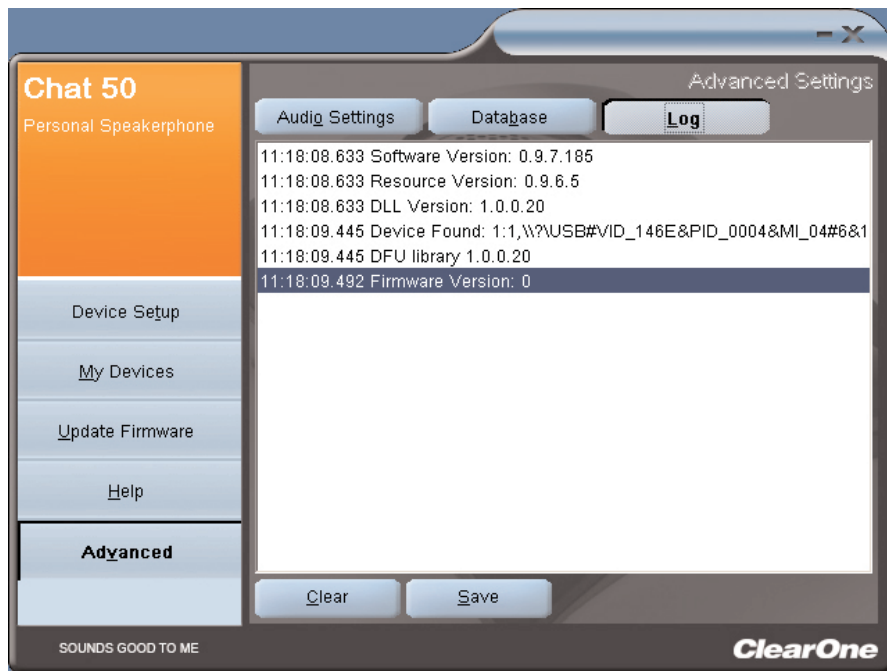 Chat 50
Personal Speakerphone
Advanced Settings
Audio Settings
Database
Log
11:18:08.633 Software Version: 0.9.7.185
11:18:08.633 Resource Version: 0.9.6.5
11:18:08.633 DLL Version: 1.0.0.20
11:18:09.445 Device Found: 1:1,\\?\USB#VID_146E&PID_0004&MI_04#6&1
11:18:09.445 DFU library 1.0.0.20
11:18:09.492 Firmware Version: 0
Device Setup
My Devices
Update Firmware
Help
Advanced
Clear
Save
SOUNDS GOOD TO ME
ClearOne